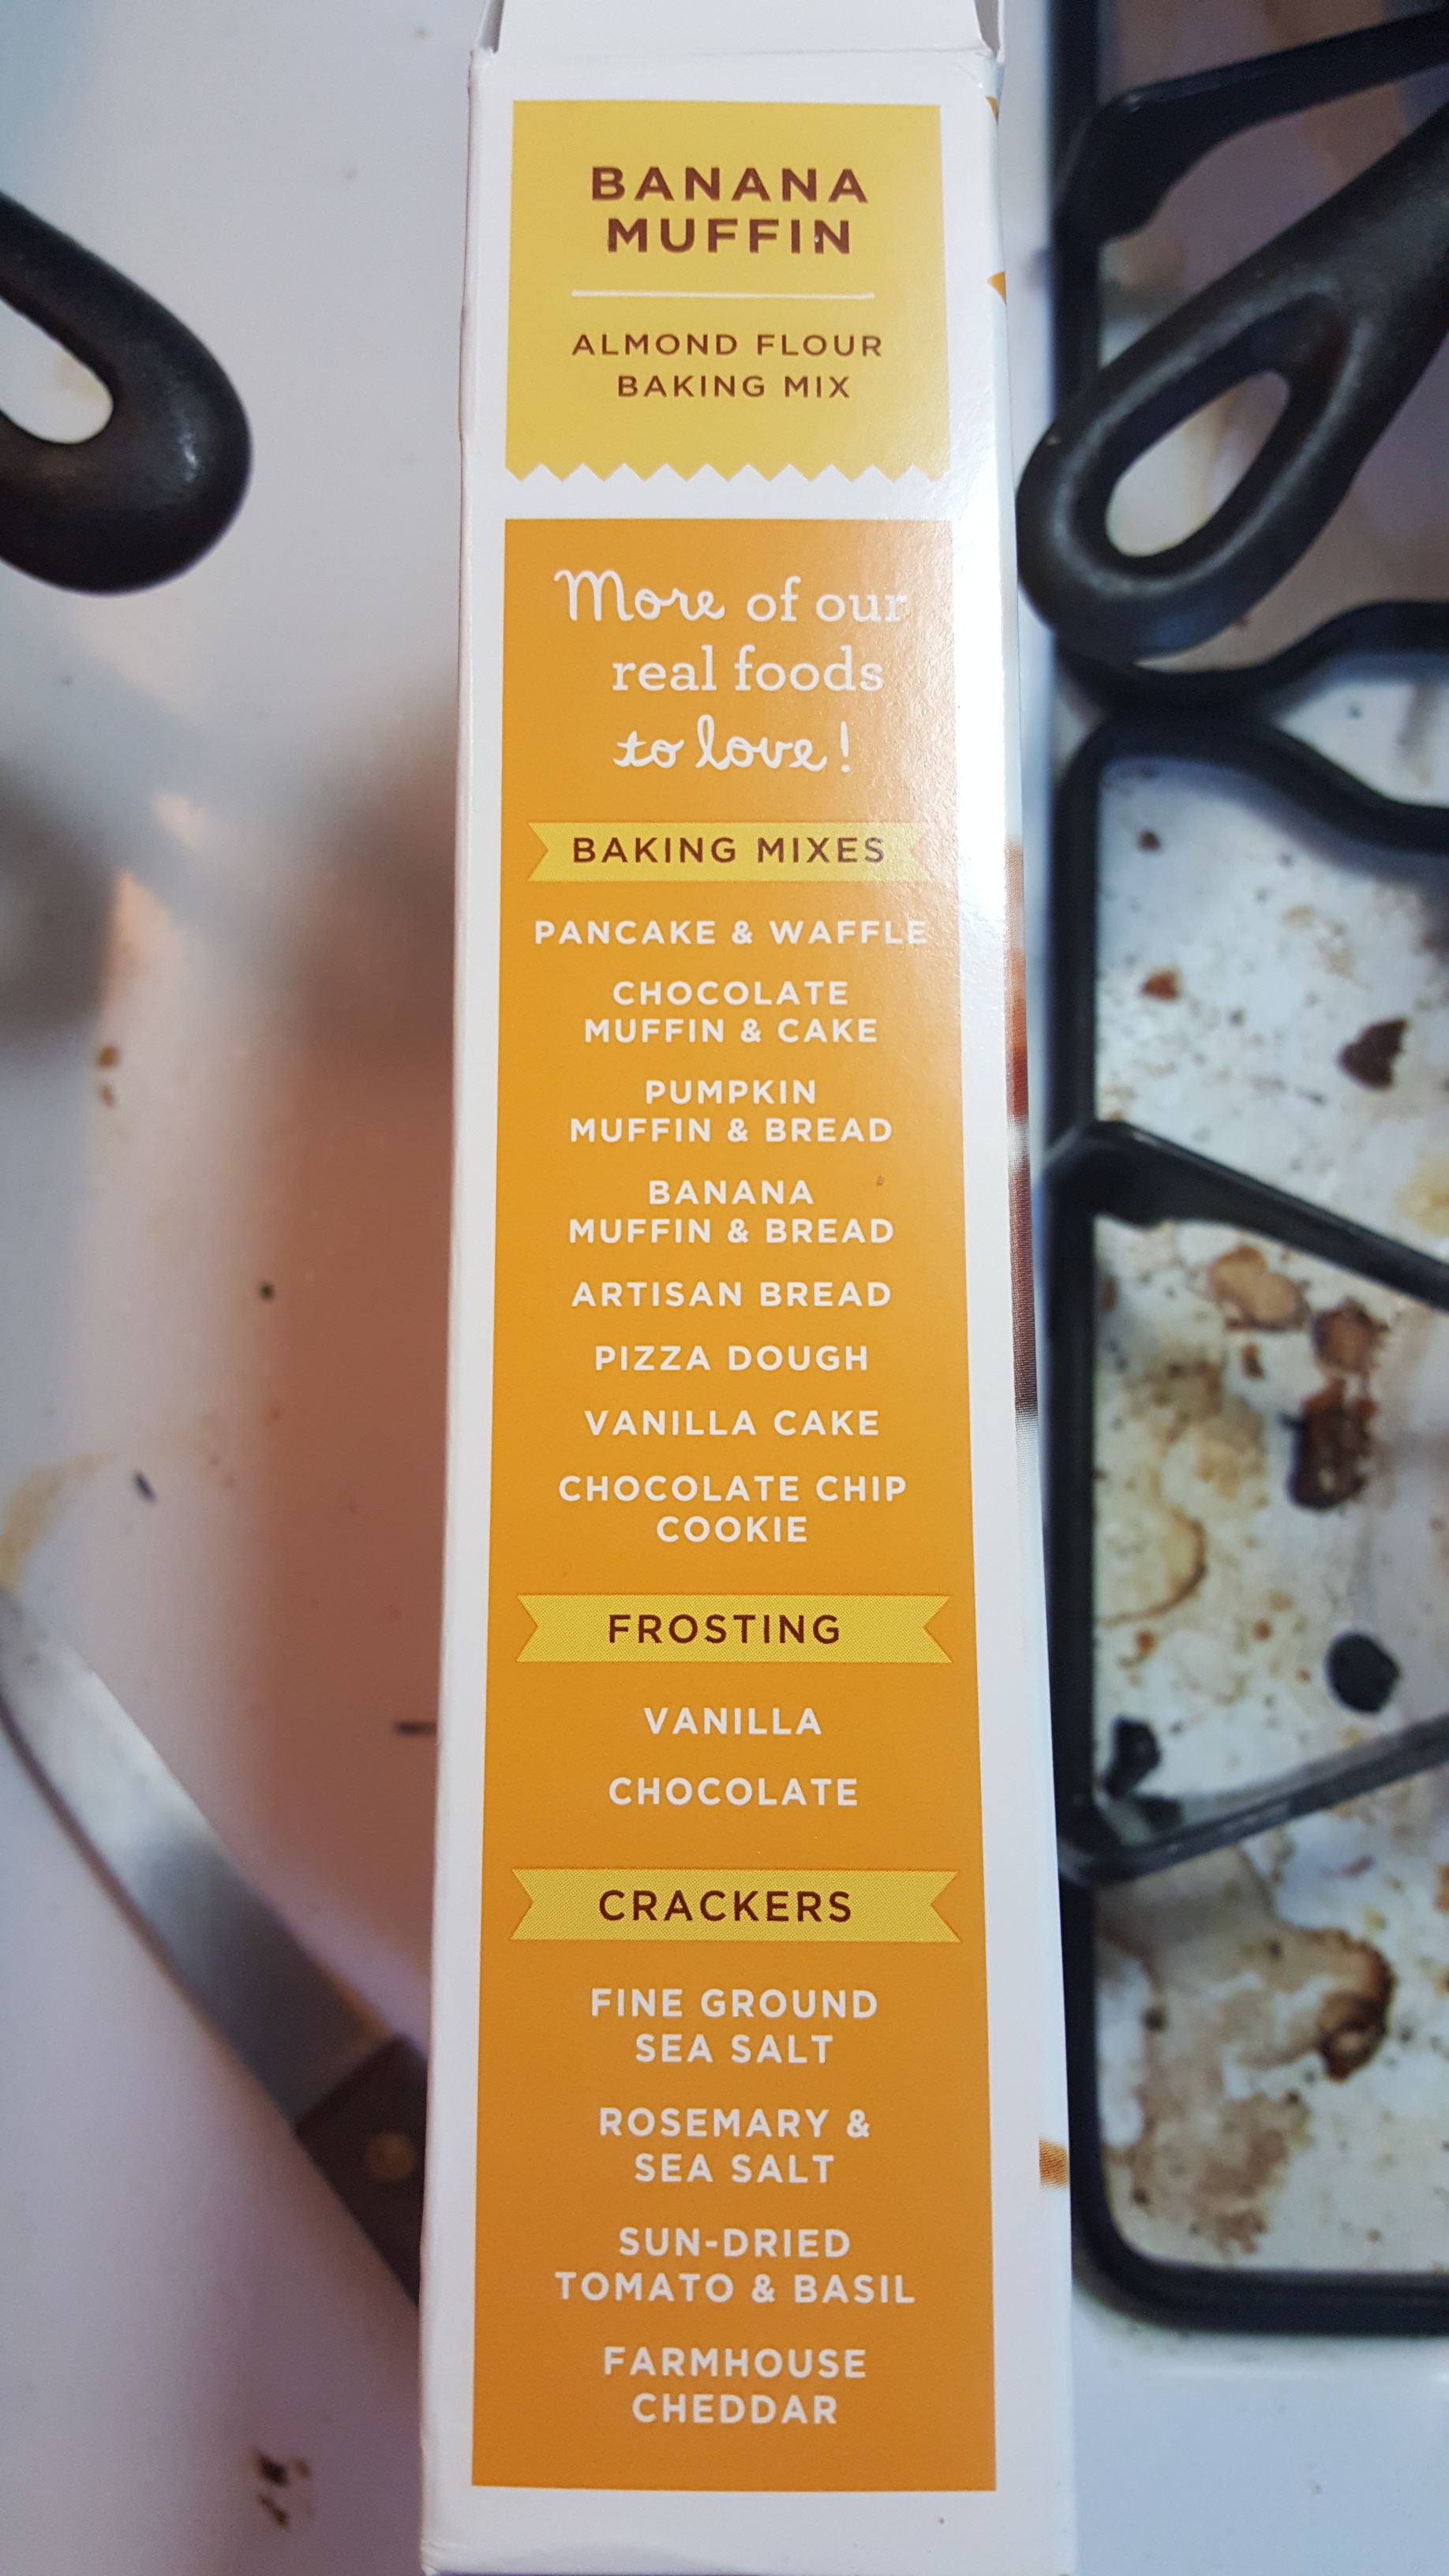 BANANA
MUFFIN
ALMOND FLOUR
BAKING MIX
More of our
real foods
to love!
BAKING MIXES
PANCAKE & WAFFLE
CHOCOLATE
MUFFIN & CAKE
PUMPKIN
MUFFIN & BREAD
BANANA
MUFFIN & BREAD
ARTISAN BREAD
PIZZA DOUGH
VANILLA CAKE
CHOCOLATE CHIP
COOKIE
FROSTING
VANILLA
CHOCOLATE
CRACKERS
FINE GROUND
SEA SALT
ROSEMARY &
SEA SALT
SUN-DRIED
TOMATO & BASIL
FARMHOUSE
CHEDDAR